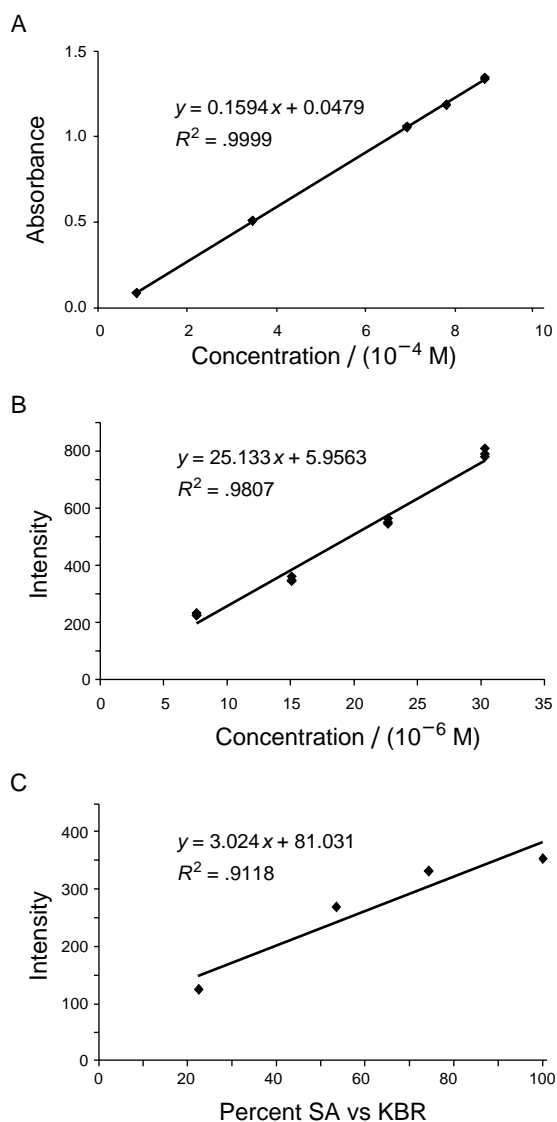 A
1.5
1.0
0.5
0.0
y = 0.1594x + 0.0479
R² = .9999
Absorbance
0 2 4 6 8 10
Concentration / (10⁻⁴ M)
B
800
600
400
200
0
y = 25.133x + 5.9563
R² = .9807
Intensity
0 5 10 15 20 25 30 35
Concentration / (10⁻⁶ M)
C
400
300
200
100
0
y = 3.024x + 81.031
R² = .9118
Intensity
0 20 40 60 80 100
Percent SA vs KBR